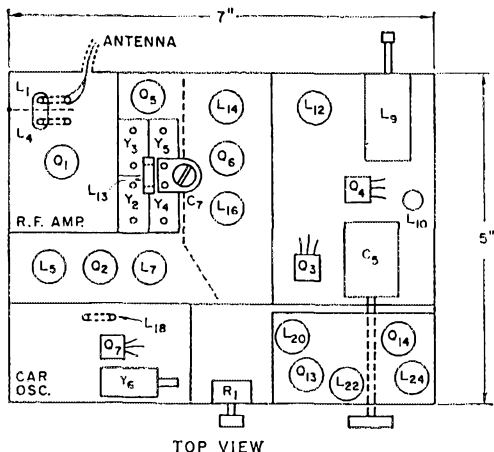 7"
ANTENNA
L1
L4
Q1
R.F. AMP.
Q5
Y3
Y5
L13
Y2
Y4
C7
L14
Q6
L16
L12
L9
Q4
L10
Q3
C5
5"
L5
Q2
L7
L18
Q7
Y6
CAR
OSC.
R1
L20
Q14
Q13
L22
L24
TOP VIEW